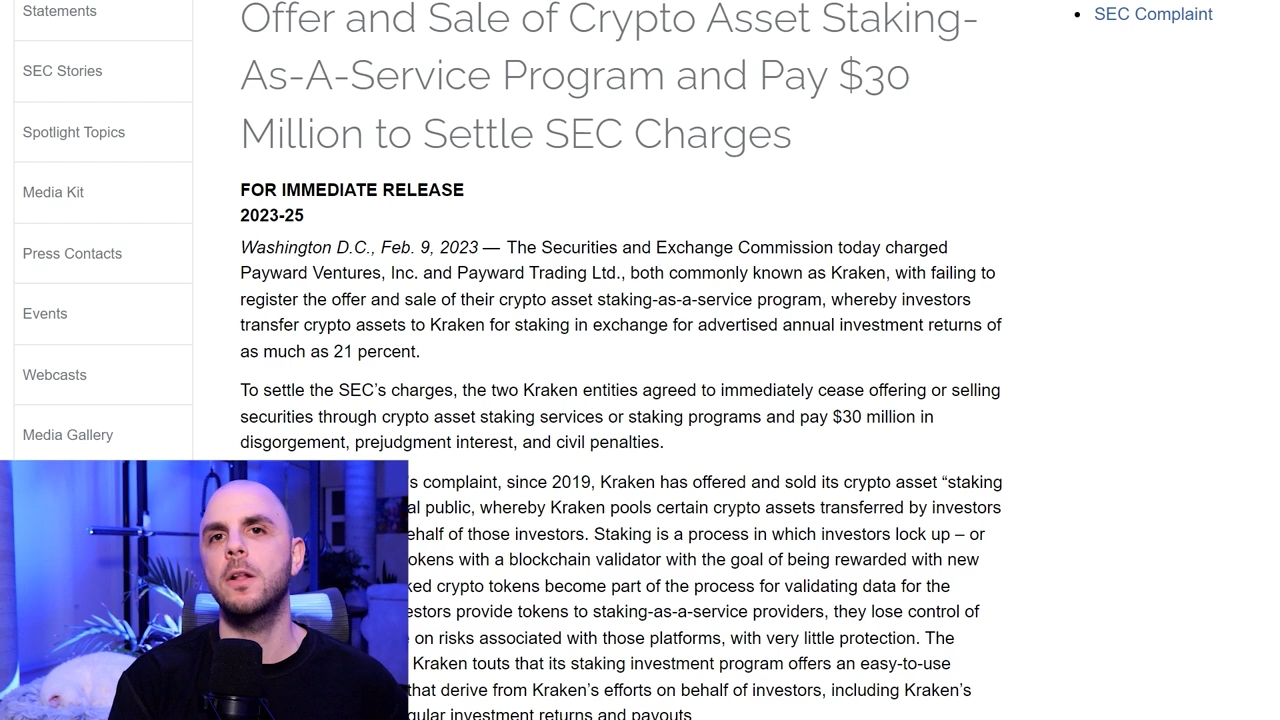 Statements
SEC Stories
Spotlight Topics
Media Kit
Press Contacts
Events
Webcasts
Media Gallery
Offer and Sale of Crypto Asset Staking-
As-A-Service Program and Pay $30
Million to Settle SEC Charges
FOR IMMEDIATE RELEASE
2023-25
Washington D.C., Feb. 9, 2023 — The Securities and Exchange Commission today charged
Payward Ventures, Inc. and Payward Trading Ltd., both commonly known as Kraken, with failing to
register the offer and sale of their crypto asset staking-as-a-service program, whereby investors
transfer crypto assets to Kraken for staking in exchange for advertised annual investment returns of
as much as 21 percent.
To settle the SEC’s charges, the two Kraken entities agreed to immediately cease offering or selling
securities through crypto asset staking services or staking programs and pay $30 million in
disgorgement, prejudgment interest, and civil penalties.
s complaint, since 2019, Kraken has offered and sold its crypto asset “staking
al public, whereby Kraken pools certain crypto assets transferred by investors
ehalf of those investors. Staking is a process in which investors lock up – or
okens with a blockchain validator with the goal of being rewarded with new
ked crypto tokens become part of the process for validating data for the
estors provide tokens to staking-as-a-service providers, they lose control of
on risks associated with those platforms, with very little protection. The
Kraken touts that its staking investment program offers an easy-to-use
that derive from Kraken’s efforts on behalf of investors, including Kraken’s
gular investment returns and payouts
SEC Complaint